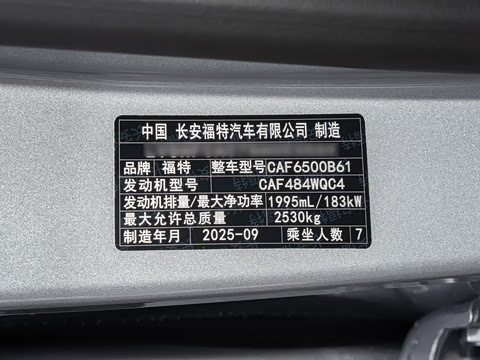 中国 长安福特汽车有限公司 制造
品牌 福特 整车型号 CAF6500B61
发动机型号 CAF484WQC4
发动机排量/最大净功率 1995mL/183kW
最大允许总质量 2530kg
制造年月 2025-09 乘坐人数 7